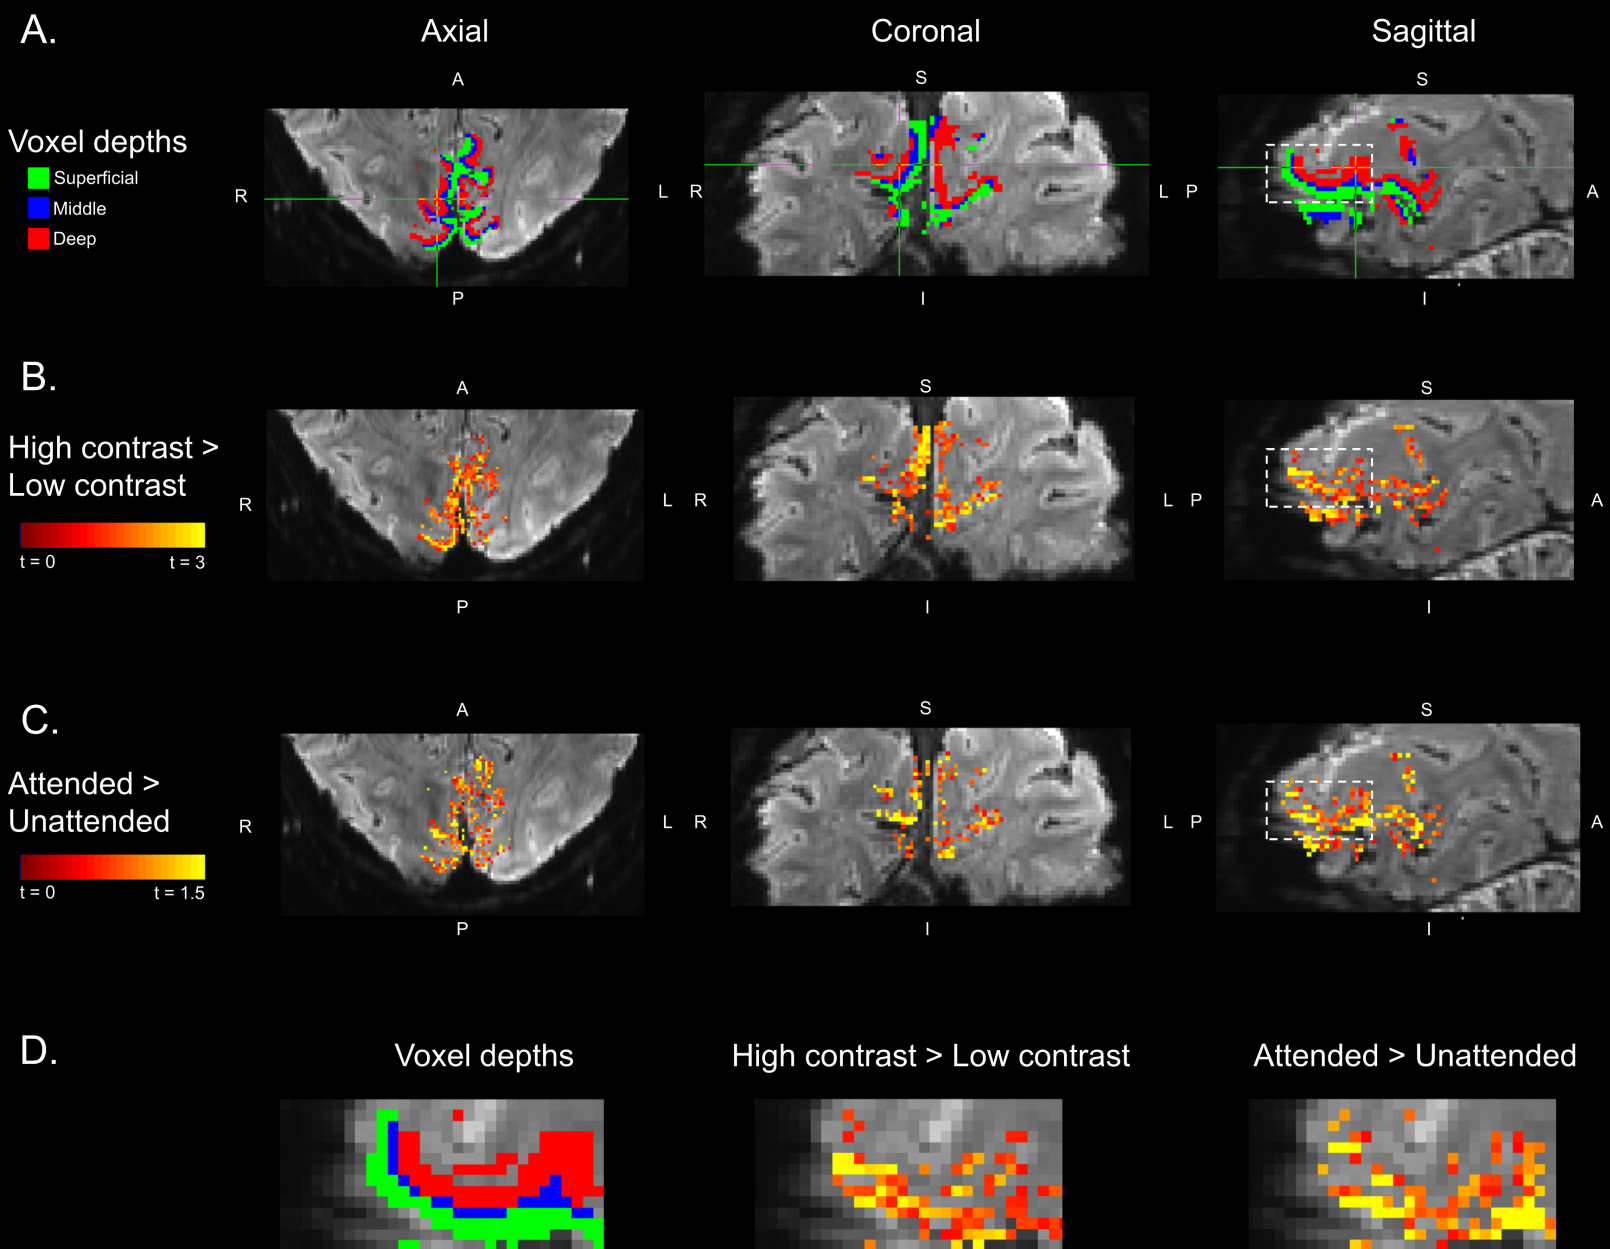 A.
Axial
Coronal
Sagittal
A
S
S
Voxel depths
Superficial
Middle
Deep
R
L
R
L
P
A
P
I
I
B.
A
S
S
High contrast >
Low contrast
t = 0
t = 3
R
L
R
L
P
A
P
I
I
C.
A
S
S
Attended >
Unattended
t = 0
t = 1.5
R
L
R
L
P
A
P
I
I
D.
Voxel depths
High contrast > Low contrast
Attended > Unattended